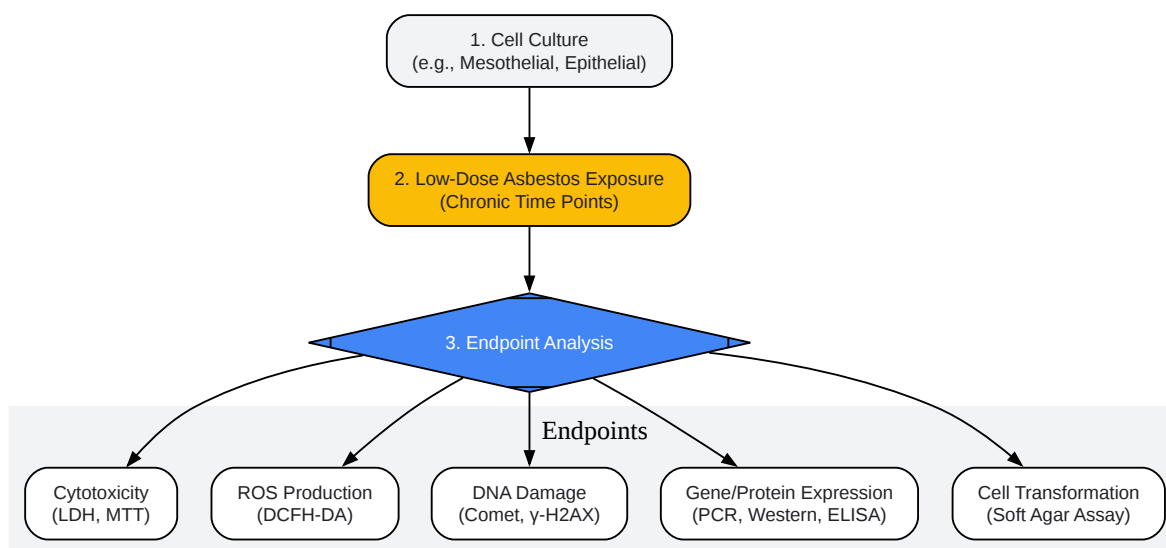 1. Cell Culture
(e.g., Mesothelial, Epithelial)
2. Low-Dose Asbestos Exposure
(Chronic Time Points)
3. Endpoint Analysis
Endpoints
Cytotoxicity
(LDH, MTT)
ROS Production
(DCFH-DA)
DNA Damage
(Comet, γ-H2AX)
Gene/Protein Expression
(PCR, Western, ELISA)
Cell Transformation
(Soft Agar Assay)